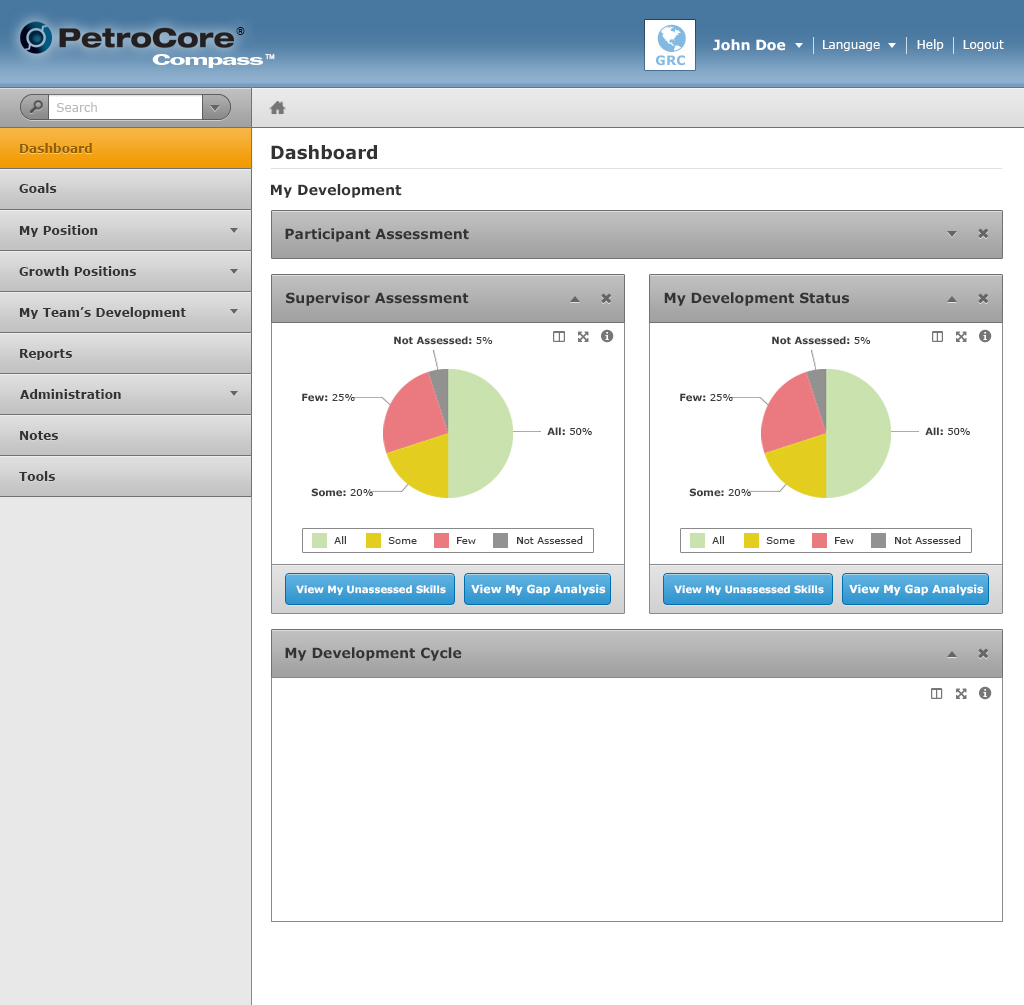 PetroCore®
Compass™
GRC
John Doe
Language
Help
Logout
Search
Dashboard
Goals
My Position
Growth Positions
My Team’s Development
Reports
Administration
Notes
Tools
Dashboard
My Development
Participant Assessment
Supervisor Assessment
Not Assessed: 5%
Few: 25%
All: 50%
Some: 20%
All Some Few Not Assessed
View My Unassessed Skills
View My Gap Analysis
My Development Status
Not Assessed: 5%
Few: 25%
All: 50%
Some: 20%
All Some Few Not Assessed
View My Unassessed Skills
View My Gap Analysis
My Development Cycle